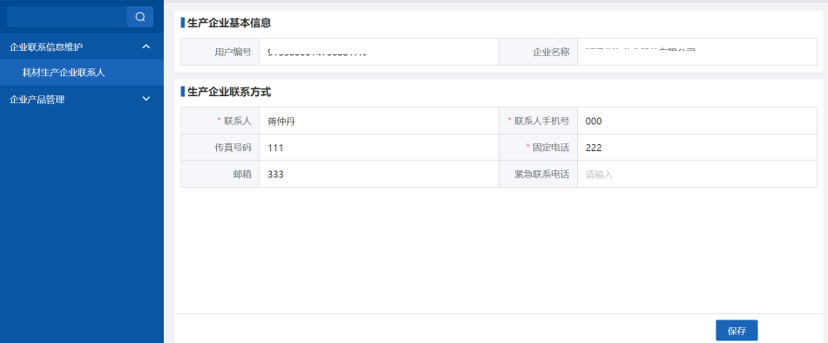 生产企业基本信息
企业联系信息维护
用户编号
企业名称
耗材生产企业联系人
生产企业联系方式
企业产品管理
* 联系人 蒋仲丹 * 联系人手机号 000
传真号码 111 * 固定电话 222
邮箱 333 紧急联系电话 请输入
保存